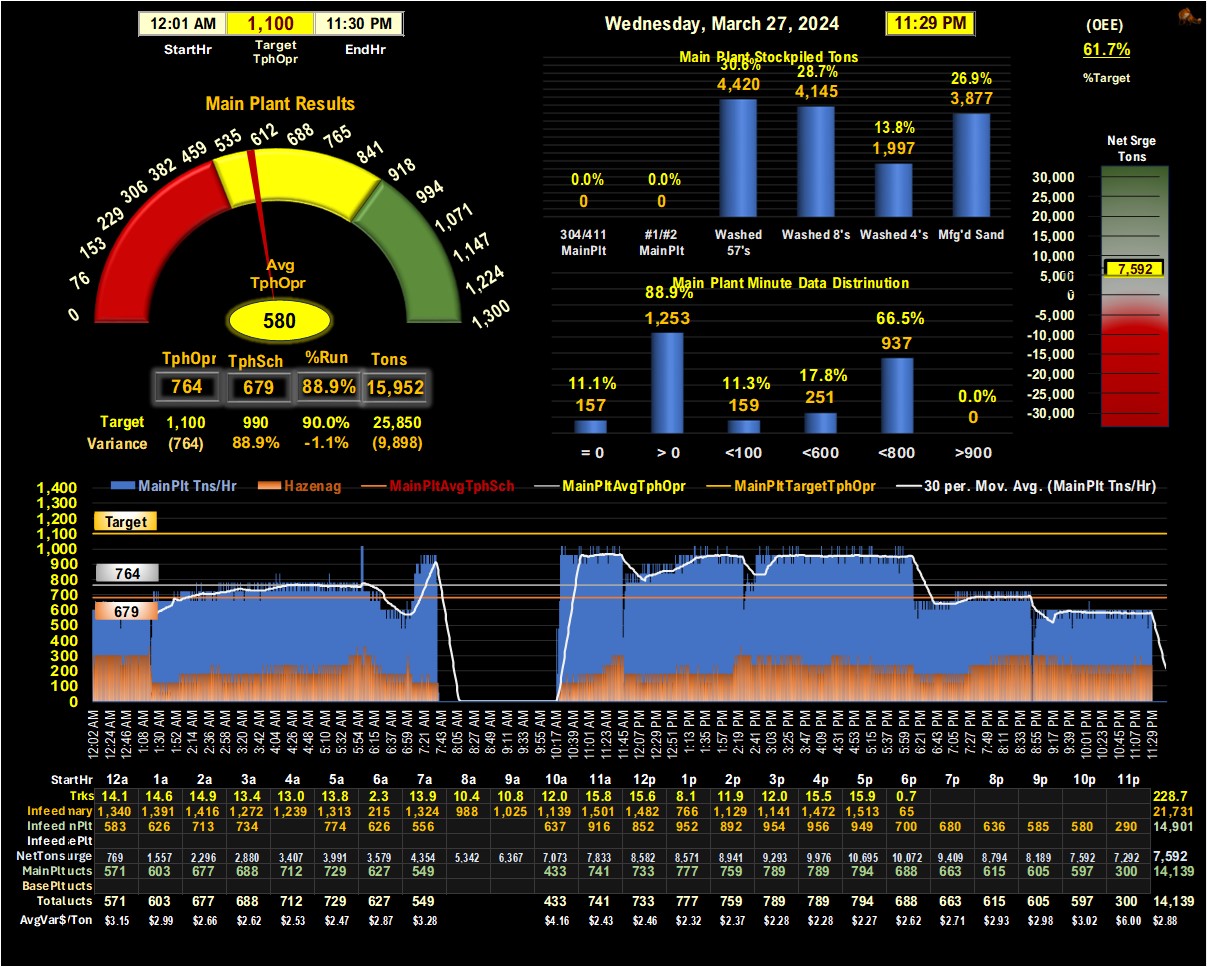 12:01 AM 1,100 11:30 PM
StartHr Target TphOpr EndHr
Wednesday, March 27, 2024 11:29 PM
(OEE)
61.7%
%Target
Main Plant Results
0 76 153 229 306 382 459 535 612 688 765 841 918 994 1,071 1,147 1,224 1,300
Avg
TphOpr
580
TphOpr TphSch %Run Tons
764 679 88.9% 15,952
Target 1,100 990 90.0% 25,850
Variance (764) 88.9% -1.1% (9,898)
Main Plant Stockpiled Tons
0.0% 0.0% 30.6% 28.7% 13.8% 26.9%
0 0 4,420 4,145 1,997 3,877
304/411 MainPlt #1/#2 MainPlt Washed 57's Washed 8's Washed 4's Mfg'd Sand
Main Plant Minute Data Distrinution
11.1% 88.9% 11.3% 17.8% 66.5% 0.0%
157 1,253 159 251 937 0
= 0 > 0 <100 <600 <800 >900
Net Srge
Tons
30,000
25,000
20,000
15,000
10,000
7,592
5,000
0
-5,000
-10,000
-15,000
-20,000
-25,000
-30,000
MainPlt Tns/Hr Hazenag MainPltAvgTphSch MainPltAvgTphOpr MainPltTargetTphOpr 30 per. Mov. Avg. (MainPlt Tns/Hr)
1,400
1,300
1,200
1,100
1,000
900
800
700
600
500
400
300
200
100
0
Target
764
679
12:02 AM 12:24 AM 12:46 AM 1:08 AM 1:30 AM 1:52 AM 2:14 AM 2:36 AM 2:58 AM 3:20 AM 3:42 AM 4:04 AM 4:26 AM 4:48 AM 5:10 AM 5:32 AM 5:54 AM 6:15 AM 6:37 AM 6:59 AM 7:21 AM 7:43 AM 8:05 AM 8:27 AM 8:49 AM 9:11 AM 9:33 AM 9:55 AM 10:17 AM 10:39 AM 11:01 AM 11:23 AM 11:45 AM 12:07 PM 12:29 PM 12:51 PM 1:13 PM 1:35 PM 1:57 PM 2:19 PM 2:41 PM 3:03 PM 3:25 PM 3:47 PM 4:09 PM 4:31 PM 4:53 PM 5:15 PM 5:37 PM 5:59 PM 6:21 PM 6:43 PM 7:05 PM 7:27 PM 7:49 PM 8:11 PM 8:33 PM 8:55 PM 9:17 PM 9:39 PM 10:01 PM 10:23 PM 10:45 PM 11:07 PM 11:29 PM
StartHr 12a 1a 2a 3a 4a 5a 6a 7a 8a 9a 10a 11a 12p 1p 2p 3p 4p 5p 6p 7p 8p 9p 10p 11p
Trks 14.1 14.6 14.9 13.4 13.0 13.8 2.3 13.9 10.4 10.8 12.0 15.8 15.6 8.1 11.9 12.0 15.5 15.9 0.7 228.7
Infeed nary 1,340 1,391 1,416 1,272 1,239 1,313 215 1,324 988 1,025 1,139 1,501 1,482 766 1,129 1,141 1,472 1,513 65 21,731
Infeed nPlt 583 626 713 734 774 626 556 637 916 852 952 892 954 956 949 700 680 636 585 580 290 14,901
Infeed ePlt
NetTons urge 769 1,557 2,296 2,880 3,407 3,991 3,579 4,354 5,342 6,367 7,073 7,833 8,582 8,571 8,941 9,293 9,976 10,695 10,072 9,409 8,794 8,189 7,592 7,292 7,592
MainPlt ucts 571 603 677 688 712 729 627 549 433 741 733 777 759 789 789 794 688 663 615 605 597 300 14,139
BasePlt ucts
Total ucts 571 603 677 688 712 729 627 549 433 741 733 777 759 789 789 794 688 663 615 605 597 300 14,139
AvgVar$/Ton $3.15 $2.99 $2.66 $2.62 $2.53 $2.47 $2.87 $3.28 $4.16 $2.43 $2.46 $2.32 $2.37 $2.28 $2.28 $2.27 $2.62 $2.71 $2.93 $2.98 $3.02 $6.00 $2.88